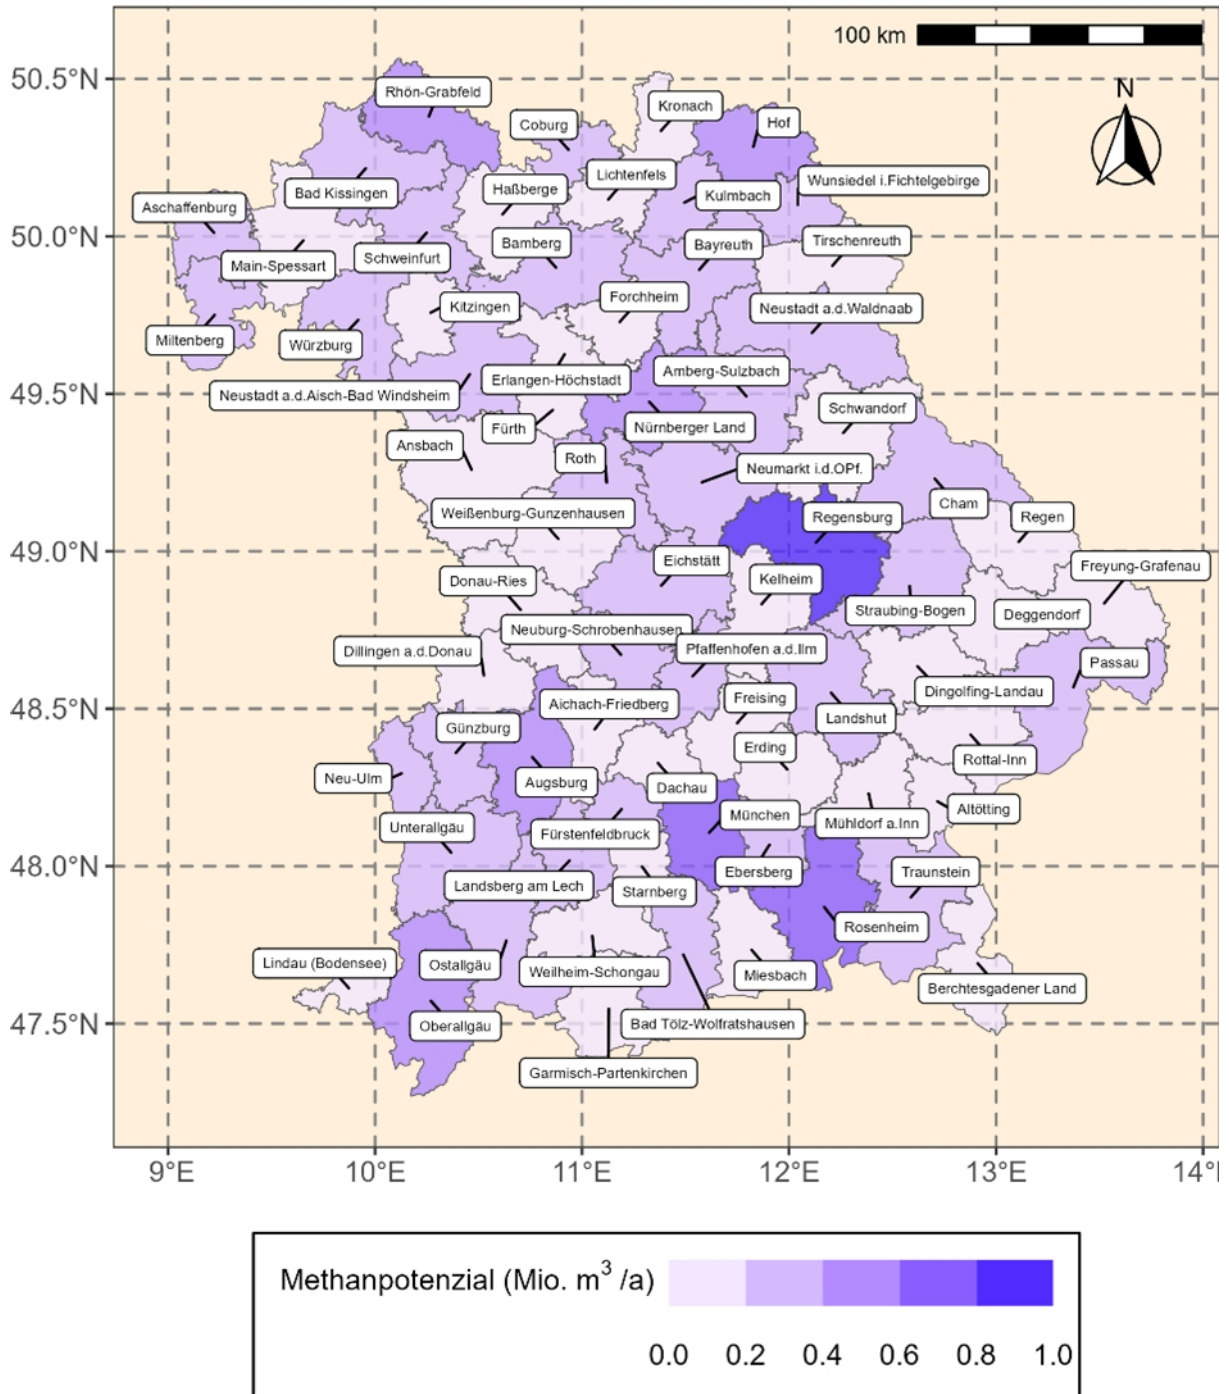 100 km
N
50.5°N
50.0°N
49.5°N
49.0°N
48.5°N
48.0°N
47.5°N
Rhön-Grabfeld
Kronach
Coburg
Hof
Lichtenfels
Wunsiedel i.Fichtelgebirge
Haßberge
Bad Kissingen
Kulmbach
Aschaffenburg
Bamberg
Bayreuth
Tirschenreuth
Schweinfurt
Main-Spessart
Forchheim
Kitzingen
Neustadt a.d.Waldnaab
Miltenberg
Würzburg
Amberg-Sulzbach
Erlangen-Höchstadt
Neustadt a.d.Aisch-Bad Windsheim
Schwandorf
Fürth
Nürnberger Land
Ansbach
Roth
Neumarkt i.d.OPf.
Cham
Weißenburg-Gunzenhausen
Regensburg
Regen
Eichstätt
Freyung-Grafenau
Donau-Ries
Kelheim
Straubing-Bogen
Deggendorf
Neuburg-Schrobenhausen
Dillingen a.d.Donau
Pfaffenhofen a.d.Ilm
Passau
Dingolfing-Landau
Freising
Aichach-Friedberg
Landshut
Günzburg
Erding
Rottal-Inn
Neu-Ulm
Augsburg
Dachau
Altötting
München
Mühldorf a.Inn
Unterallgäu
Fürstenfeldbruck
Ebersberg
Traunstein
Landsberg am Lech
Starnberg
Rosenheim
Lindau (Bodensee)
Ostallgäu
Weilheim-Schongau
Miesbach
Berchtesgadener Land
Oberallgäu
Bad Tölz-Wolfratshausen
Garmisch-Partenkirchen
9°E 10°E 11°E 12°E 13°E 14°
Methanpotenzial (Mio. m³ /a)
0.0 0.2 0.4 0.6 0.8 1.0